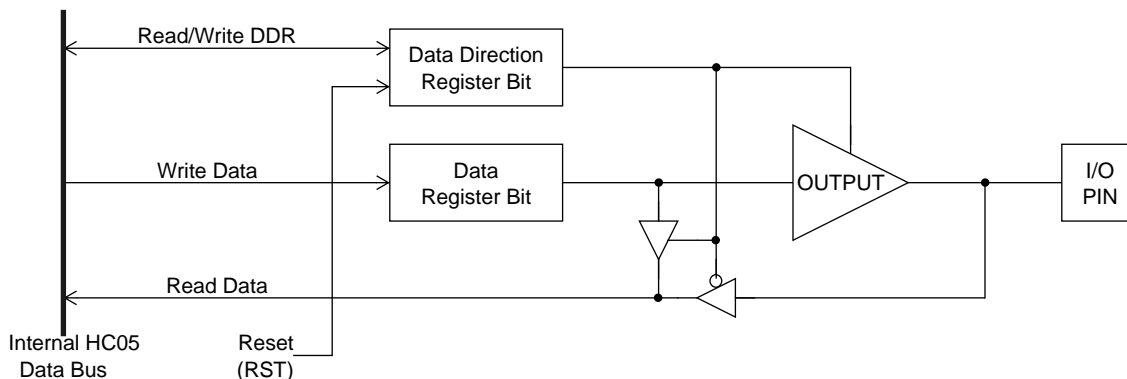 Read/Write DDR
Data Direction
Register Bit
Write Data
Data
Register Bit
OUTPUT
I/O
PIN
Read Data
Internal HC05
Data Bus
Reset
(RST)